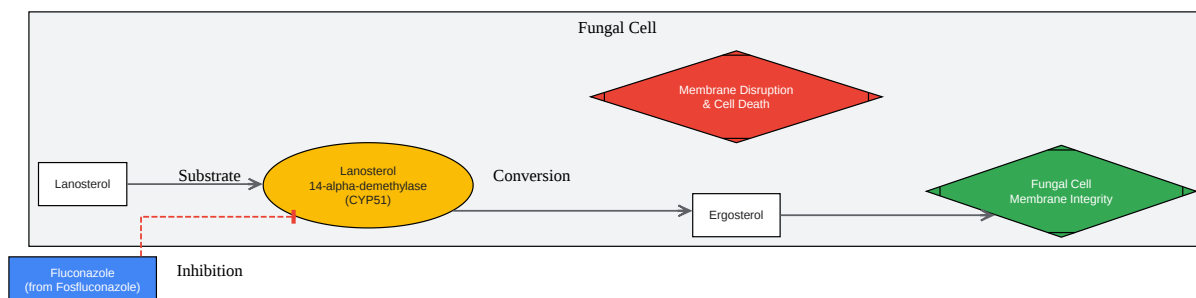 Fungal Cell
Membrane Disruption
& Cell Death
Lanosterol
Substrate
Lanosterol
14-alpha-demethylase
(CYP51)
Conversion
Ergosterol
Fungal Cell
Membrane Integrity
Fluconazole
(from Fosfluconazole)
Inhibition